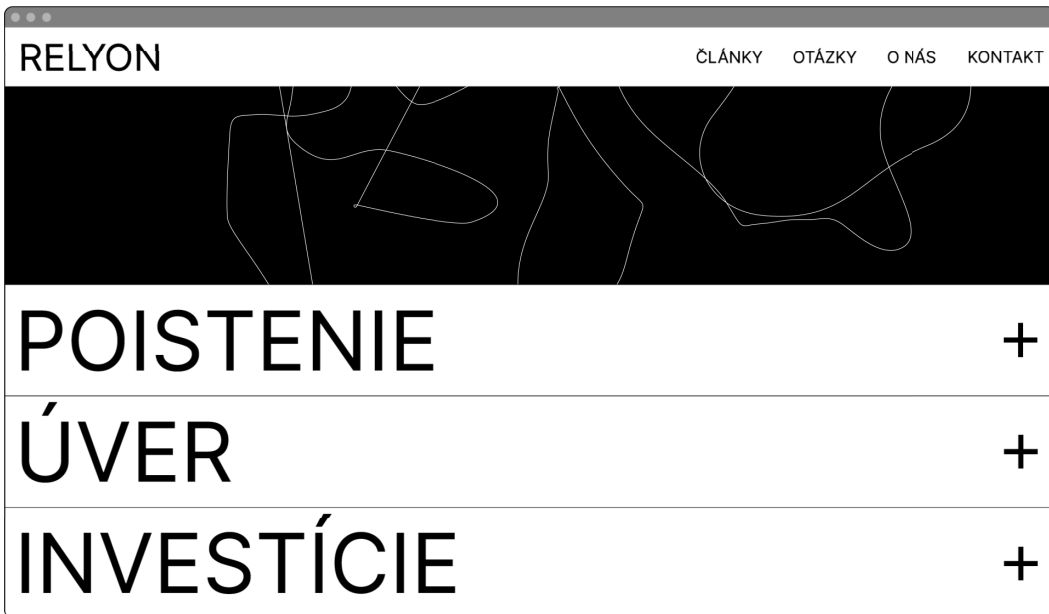 RELYON
ČLÁNKY OTÁZKY O NÁS KONTAKT
POISTENIE
ÚVER
INVESTÍCIE